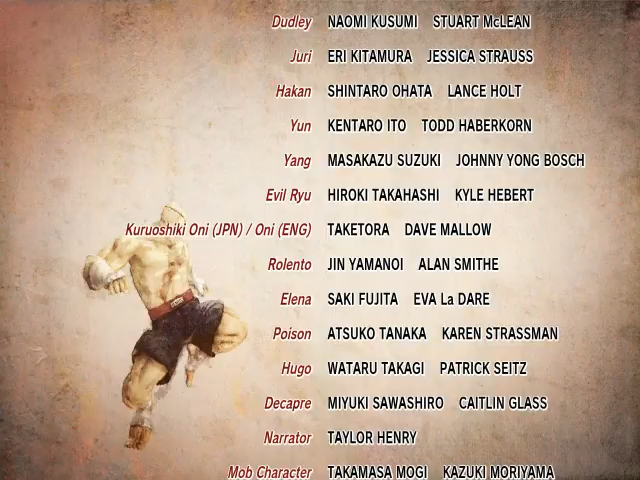 Dudley NAOMI KUSUMI STUART McLEAN
Juri ERI KITAMURA JESSICA STRAUSS
Hakan SHINTARO OHATA LANCE HOLT
Yun KENTARO ITO TODD HABERKORN
Yang MASAKAZU SUZUKI JOHNNY YONG BOSCH
Evil Ryu HIROKI TAKAHASHI KYLE HEBERT
Kuruoshiki Oni (JPN) / Oni (ENG) TAKETORA DAVE MALLOW
Rolento JIN YAMANOI ALAN SMITHE
Elena SAKI FUJITA EVA La DARE
Poison ATSUKO TANAKA KAREN STRASSMAN
Hugo WATARU TAKAGI PATRICK SEITZ
Decapre MIYUKI SAWASHIRO CAITLIN GLASS
Narrator TAYLOR HENRY
Mob Character TAKAMASA MOGI KAZUKI MORIYAMA